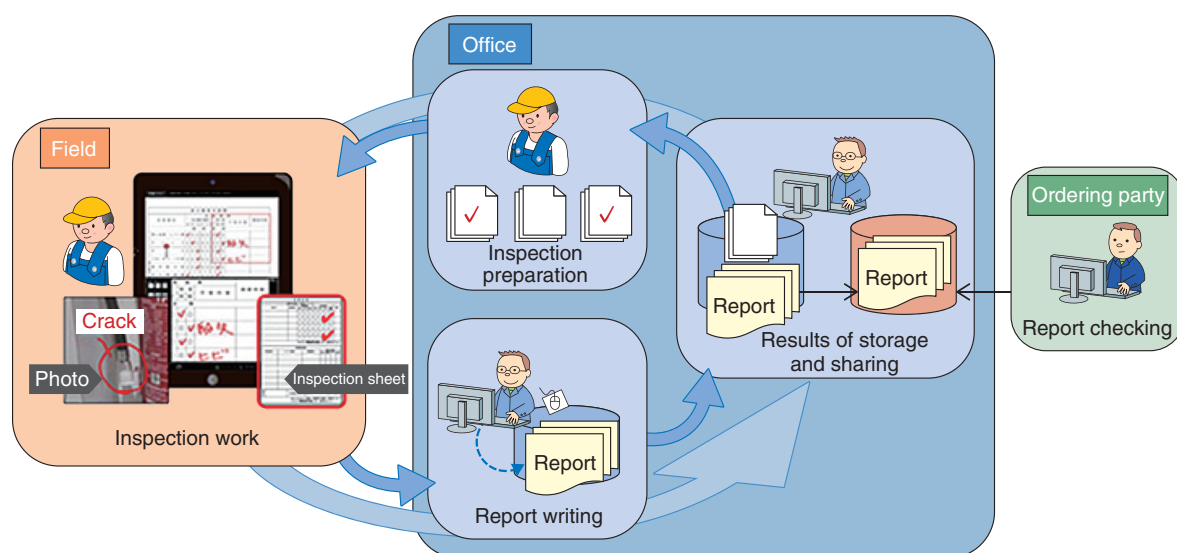 Office
Field
Inspection
preparation
Ordering party
Report
Report
Results of storage
and sharing
Report checking
Crack
Photo
Inspection sheet
Inspection work
Report
Report writing